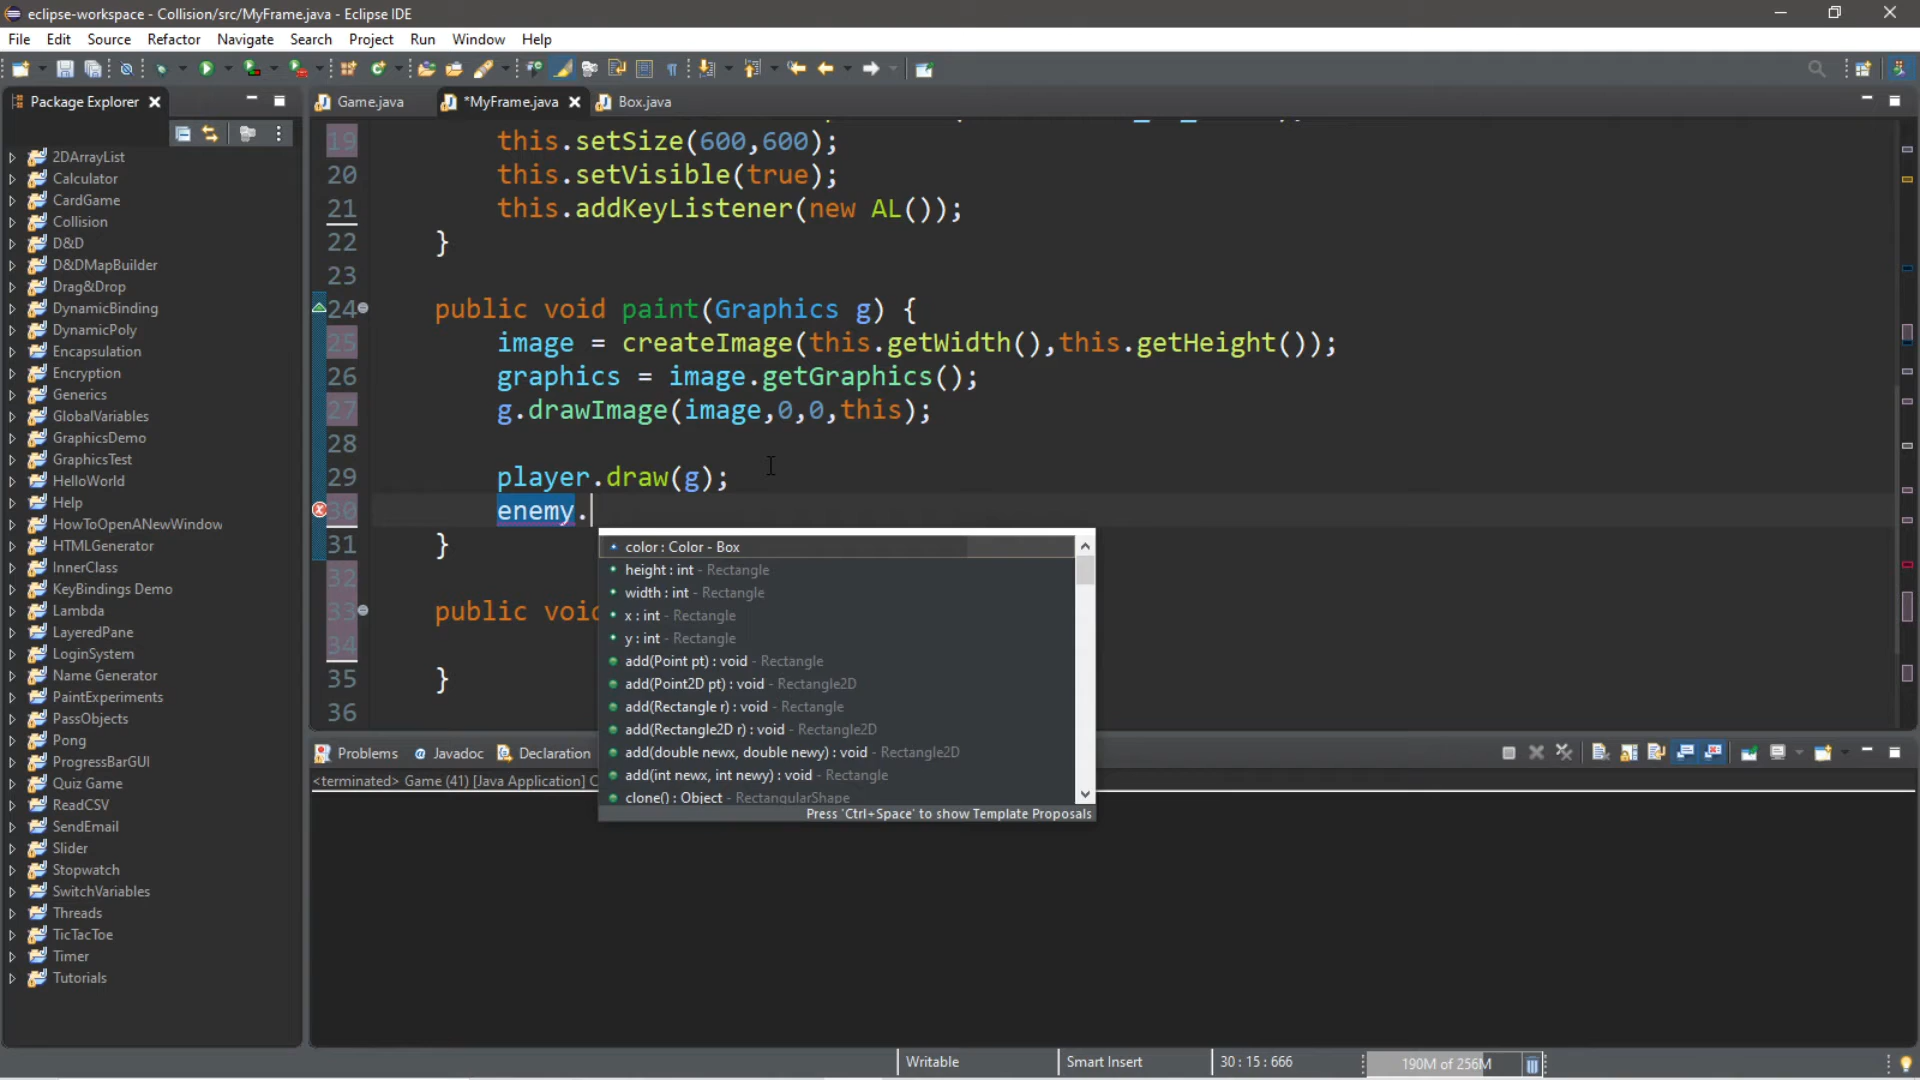 eclipse-workspace - Collision/src/MyFrame.java - Eclipse IDE
File Edit Source Refactor Navigate Search Project Run Window Help
Package Explorer
Game.java *MyFrame.java Box.java
2DArrayList
Calculator
CardGame
Collision
D&D
D&DMapBuilder
Drag&Drop
DynamicBinding
DynamicPoly
Encapsulation
Encryption
Generics
GlobalVariables
GraphicsDemo
GraphicsTest
HelloWorld
Help
HowToOpenANewWindow
HTMLGenerator
InnerClass
KeyBindings Demo
Lambda
LayeredPane
LoginSystem
Name Generator
PaintExperiments
PassObjects
Pong
ProgressBarGUI
Quiz Game
ReadCSV
SendEmail
Slider
Stopwatch
SwitchVariables
Threads
TicTacToe
Timer
Tutorials
19 this.setSize(600,600);
20 this.setVisible(true);
21 this.addKeyListener(new AL());
22 }
23
24 public void paint(Graphics g) {
25 image = createImage(this.getWidth(),this.getHeight());
26 graphics = image.getGraphics();
27 g.drawImage(image,0,0,this);
28
29 player.draw(g);
30 enemy.
31 }
32
33 public void
34
35 }
36
color : Color - Box
height : int - Rectangle
width : int - Rectangle
x : int - Rectangle
y : int - Rectangle
add(Point pt) : void - Rectangle
add(Point2D pt) : void - Rectangle2D
add(Rectangle r) : void - Rectangle
add(Rectangle2D r) : void - Rectangle2D
add(double newx, double newy) : void - Rectangle2D
add(int newx, int newy) : void - Rectangle
clone() : Object - RectangularShape
Press 'Ctrl+Space' to show Template Proposals
Problems @ Javadoc Declaration
<terminated> Game (41) [Java Application] C
Writable Smart Insert 30 : 15 : 666 190M of 256M